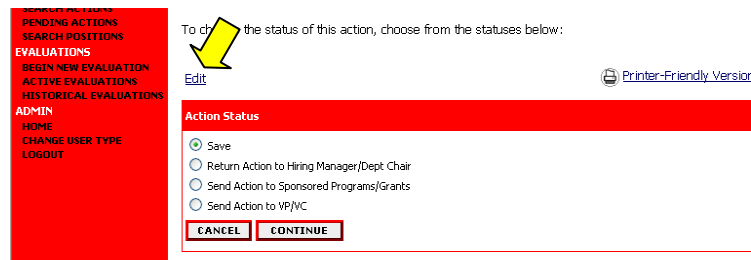 SEARCH ACTIONS
PENDING ACTIONS
SEARCH POSITIONS
EVALUATIONS
BEGIN NEW EVALUATION
ACTIVE EVALUATIONS
HISTORICAL EVALUATIONS
ADMIN
HOME
CHANGE USER TYPE
LOGOUT
To ch the status of this action, choose from the statuses below:
Edit
Printer-Friendly Version
Action Status
Save
Return Action to Hiring Manager/Dept Chair
Send Action to Sponsored Programs/Grants
Send Action to VP/VC
CANCEL CONTINUE